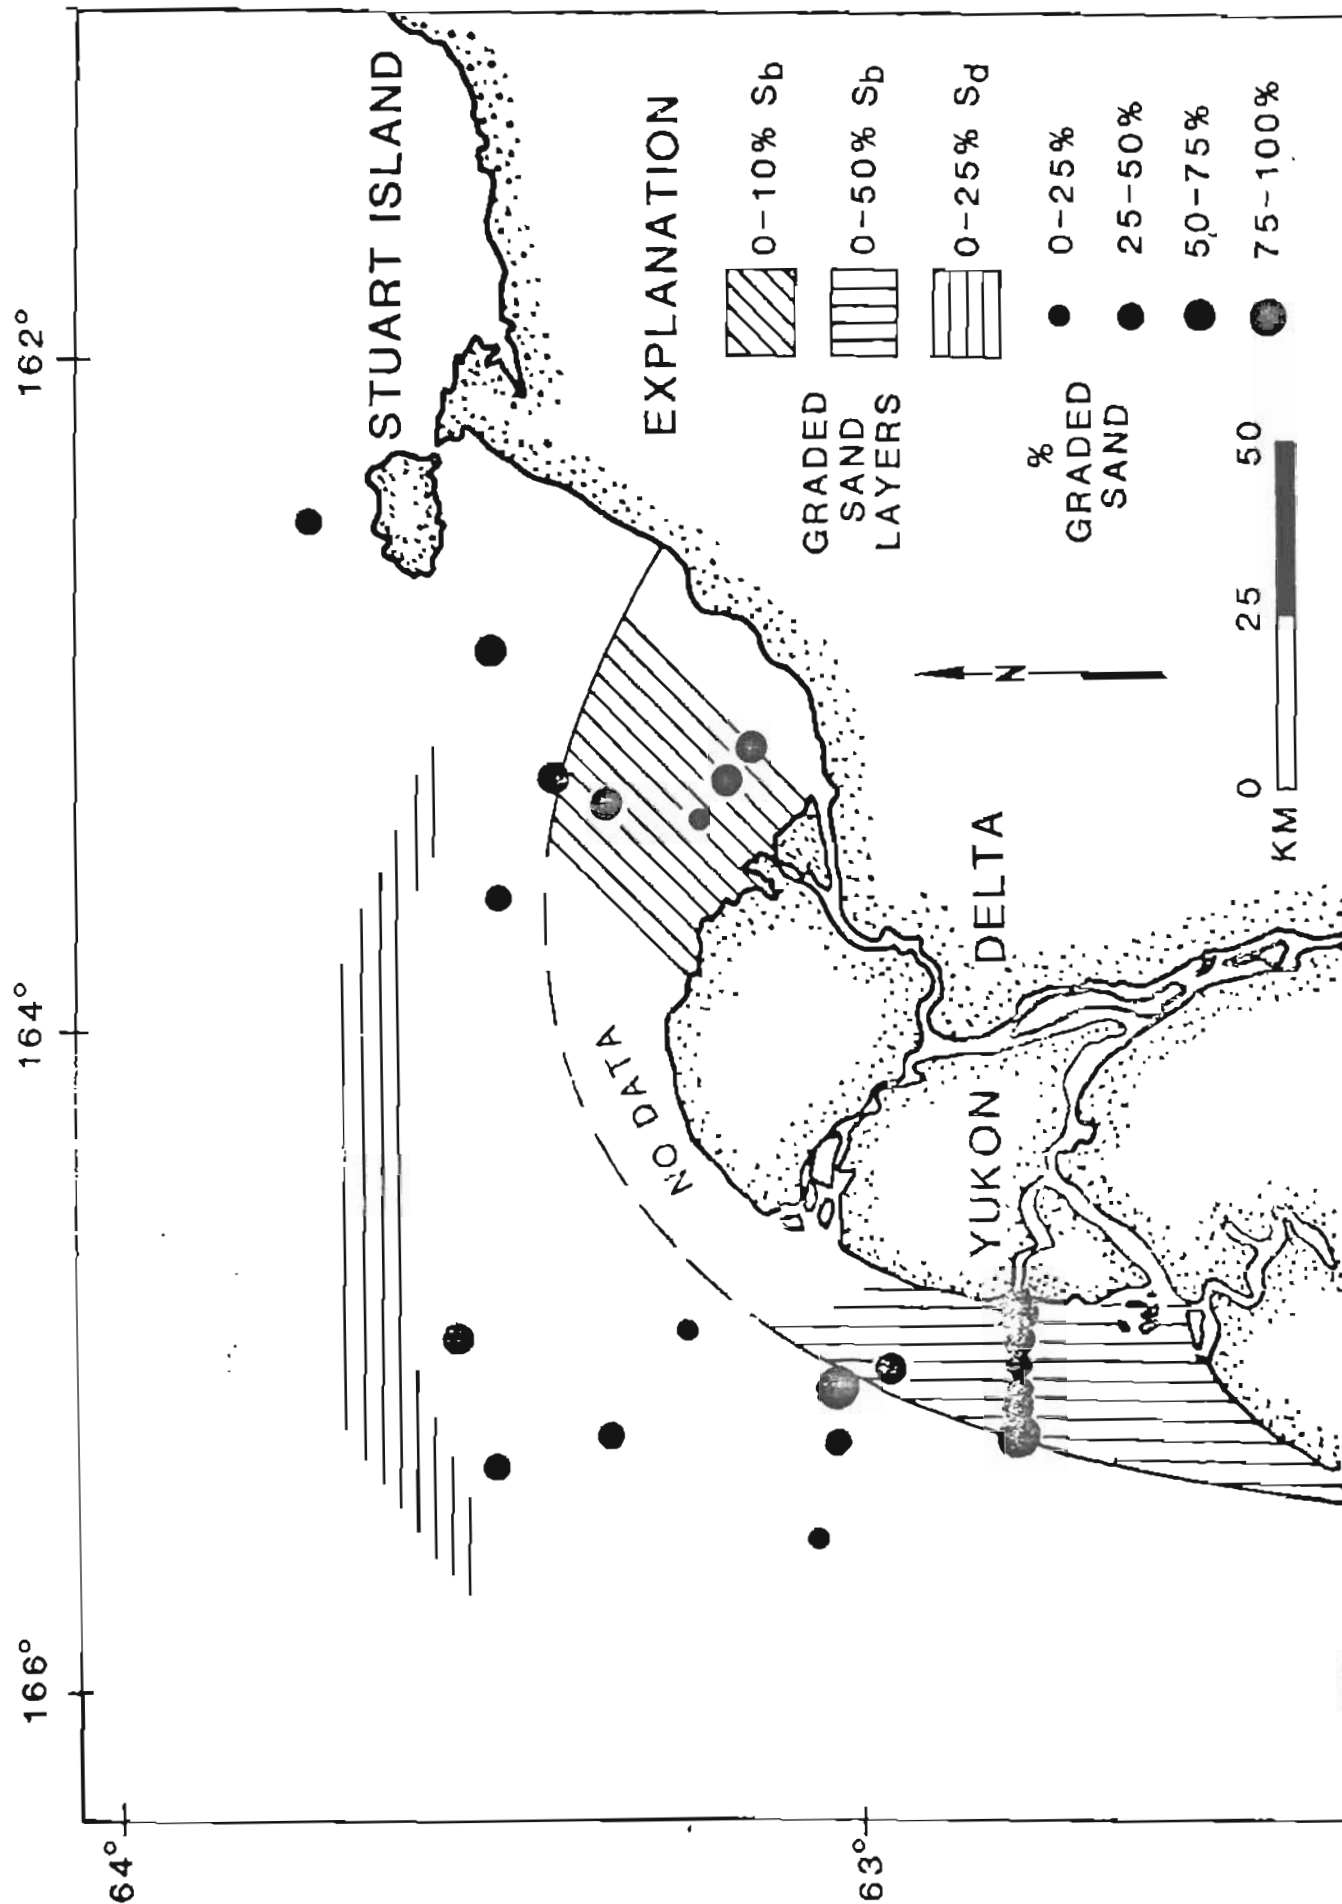 166°
164°
162°
64°
63°
STUART ISLAND
NO DATA
YUKON DELTA
N
EXPLANATION
GRADED
SAND
LAYERS
0-10% Sb
0-50% Sb
0-25% Sd
%
GRADED
SAND
0-25%
25-50%
50-75%
75-100%
KM
0
25
50